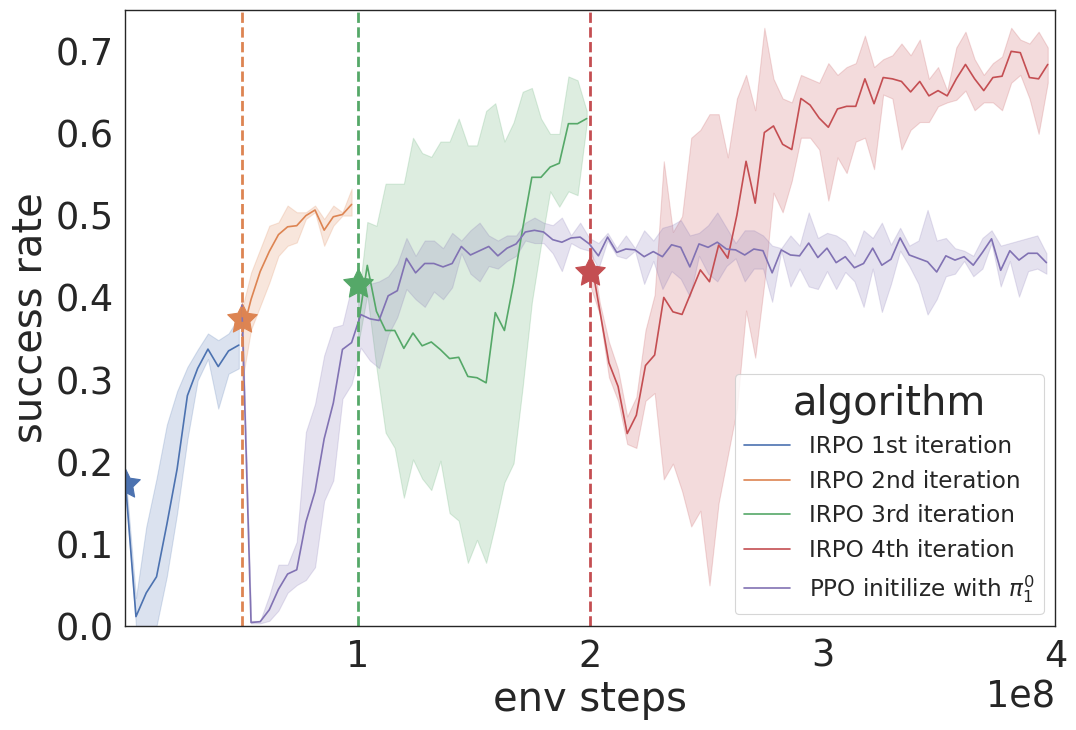 success rate
0.7
0.6
0.5
0.4
0.3
0.2
0.1
0.0
algorithm
IRPO 1st iteration
IRPO 2nd iteration
IRPO 3rd iteration
IRPO 4th iteration
PPO initilize with π₁⁰
1 2 3 4
1e8
env steps